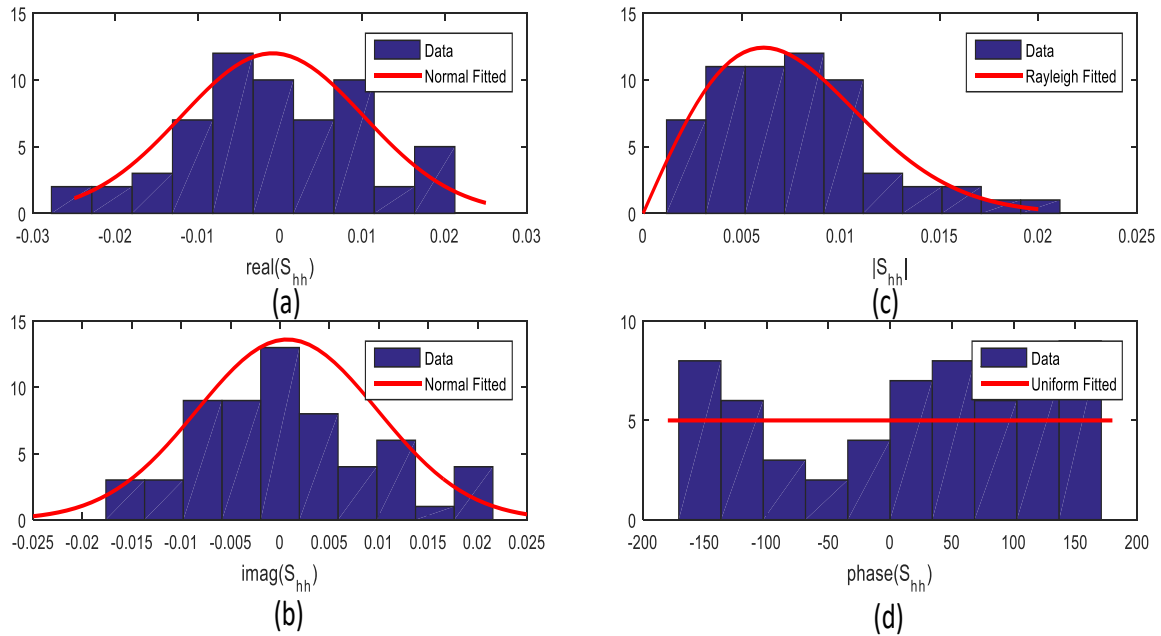 15
10
5
0
-0.03 -0.02 -0.01 0 0.01 0.02 0.03
real(S_hh)
Data
Normal Fitted
(a)
15
10
5
0
-0.025 -0.02 -0.015 -0.01 -0.005 0 0.005 0.01 0.015 0.02 0.025
imag(S_hh)
Data
Normal Fitted
(b)
15
10
5
0
0 0.005 0.01 0.015 0.02 0.025
|S_hh|
Data
Rayleigh Fitted
(c)
10
5
0
-200 -150 -100 -50 0 50 100 150 200
phase(S_hh)
Data
Uniform Fitted
(d)